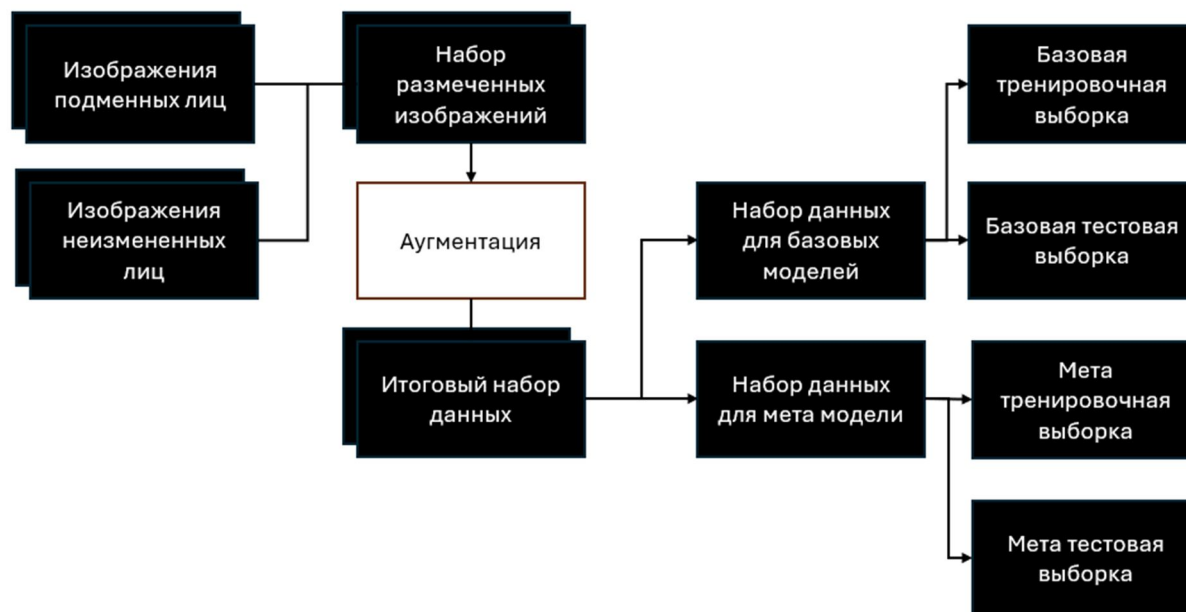 Изображения
подменных лиц
Набор
размеченных
изображений
Базовая
тренировочная
выборка
Изображения
неизмененных
лиц
Аугментация
Набор данных
для базовых
моделей
Базовая тестовая
выборка
Итоговый набор
данных
Набор данных
для мета модели
Мета
тренировочная
выборка
Мета тестовая
выборка